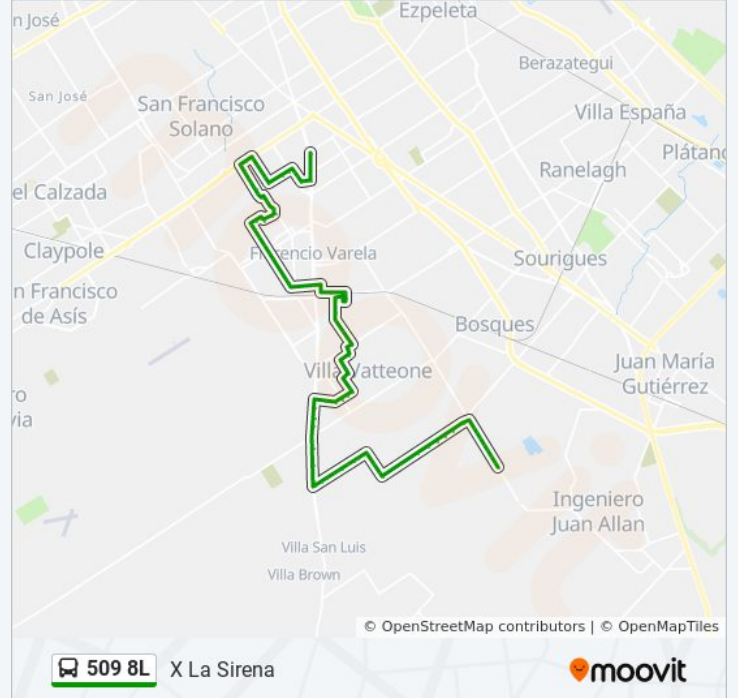 n José
Ezpeleta
Berazategui
San José
San Francisco
Solano
Villa España
Plátano
Ranelagh
el Calzada
Claypole
Florencio Varela
Sourigues
n Francisco
de Asís
Bosques
Villa Vatteone
Juan María
Gutiérrez
ro
via
Ingeniero
Juan Allan
Villa San Luis
Villa Brown
© OpenStreetMap contributors | © OpenMapTiles
509 8L X La Sirena
moovit